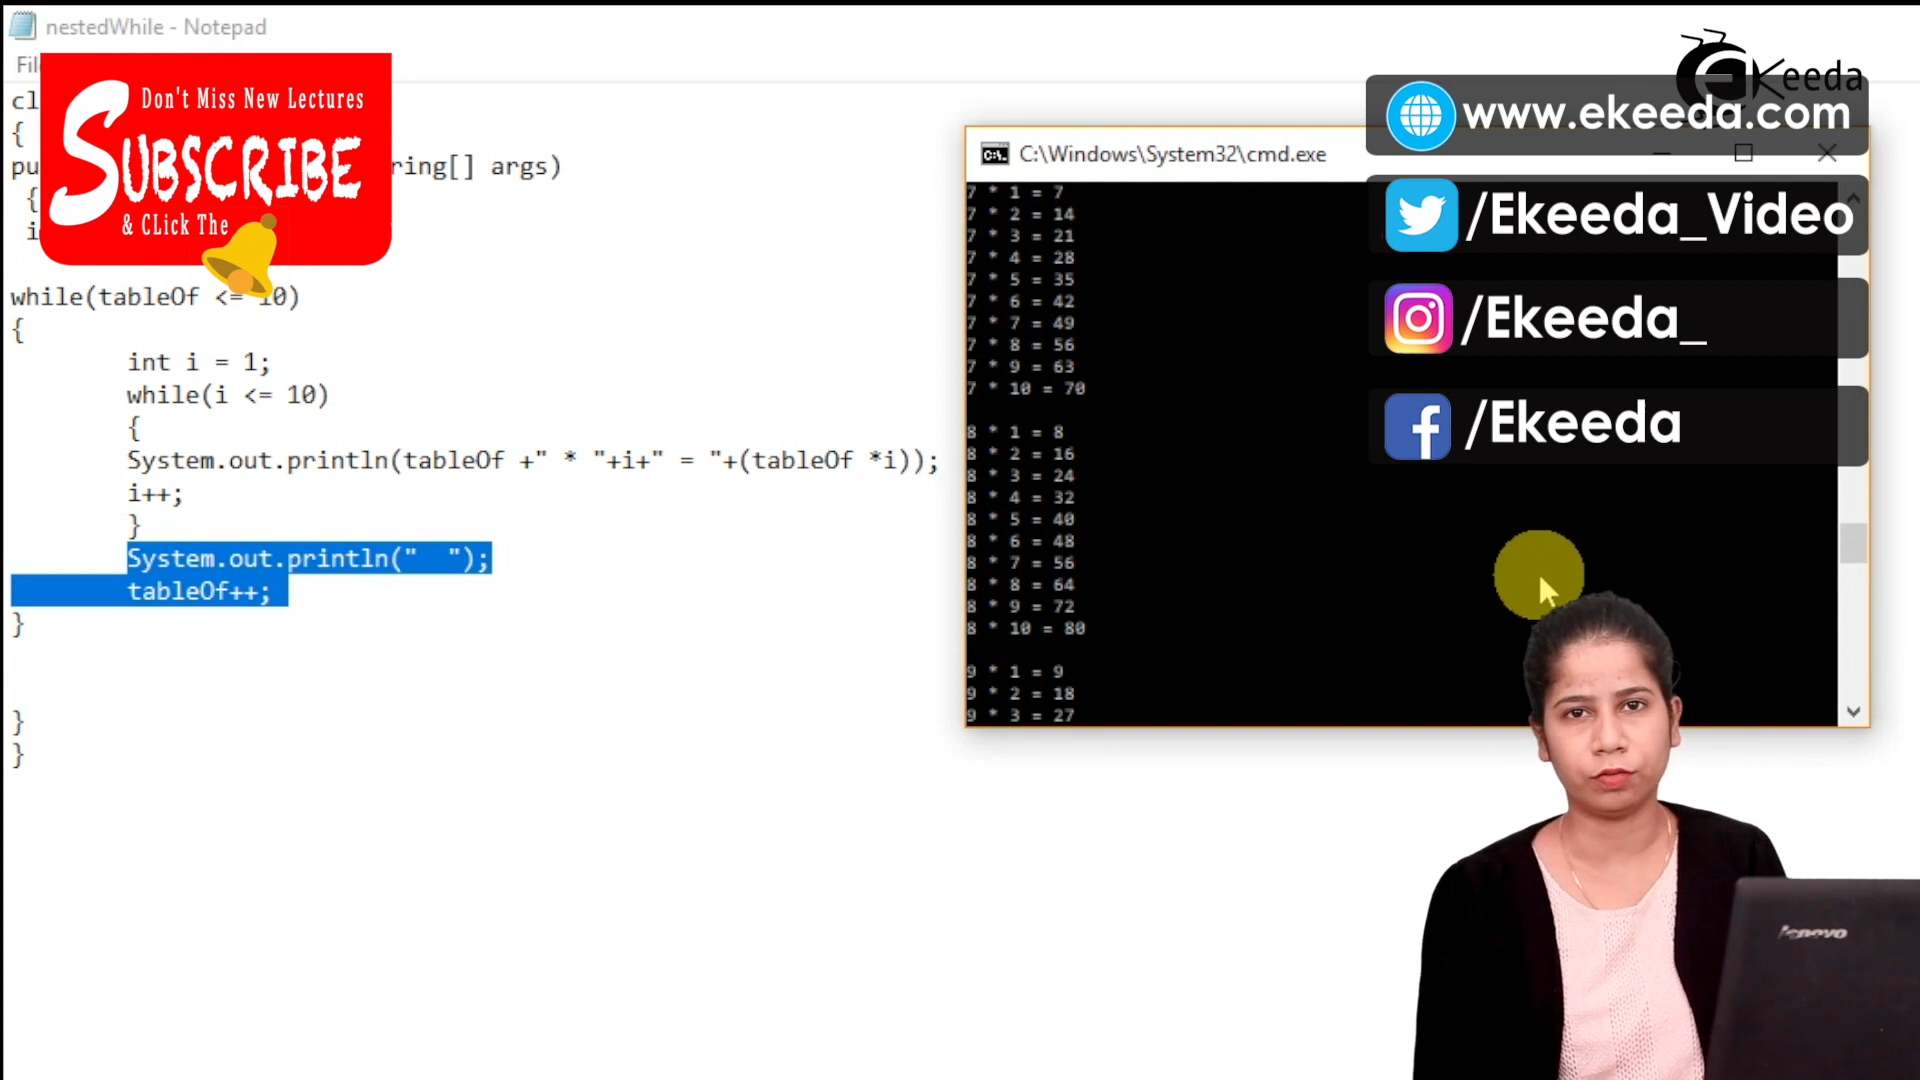 nestedWhile - Notepad
Don't Miss New Lectures
SUBSCRIBE
& CLick The
cl
{
pu
ring[] args)
{
while(tableOf <= 10)
{
int i = 1;
while(i <= 10)
{
System.out.println(tableOf +" * "+i+" = "+(tableOf *i));
i++;
}
System.out.println("  ");
tableOf++;
}
}
}
C:\Windows\System32\cmd.exe
7 * 1 = 7
7 * 2 = 14
7 * 3 = 21
7 * 4 = 28
7 * 5 = 35
7 * 6 = 42
7 * 7 = 49
7 * 8 = 56
7 * 9 = 63
7 * 10 = 70
8 * 1 = 8
8 * 2 = 16
8 * 3 = 24
8 * 4 = 32
8 * 5 = 40
8 * 6 = 48
8 * 7 = 56
8 * 8 = 64
8 * 9 = 72
8 * 10 = 80
9 * 1 = 9
9 * 2 = 18
9 * 3 = 27
Ekeeda
www.ekeeda.com
/Ekeeda_Video
/Ekeeda_
/Ekeeda
lenovo